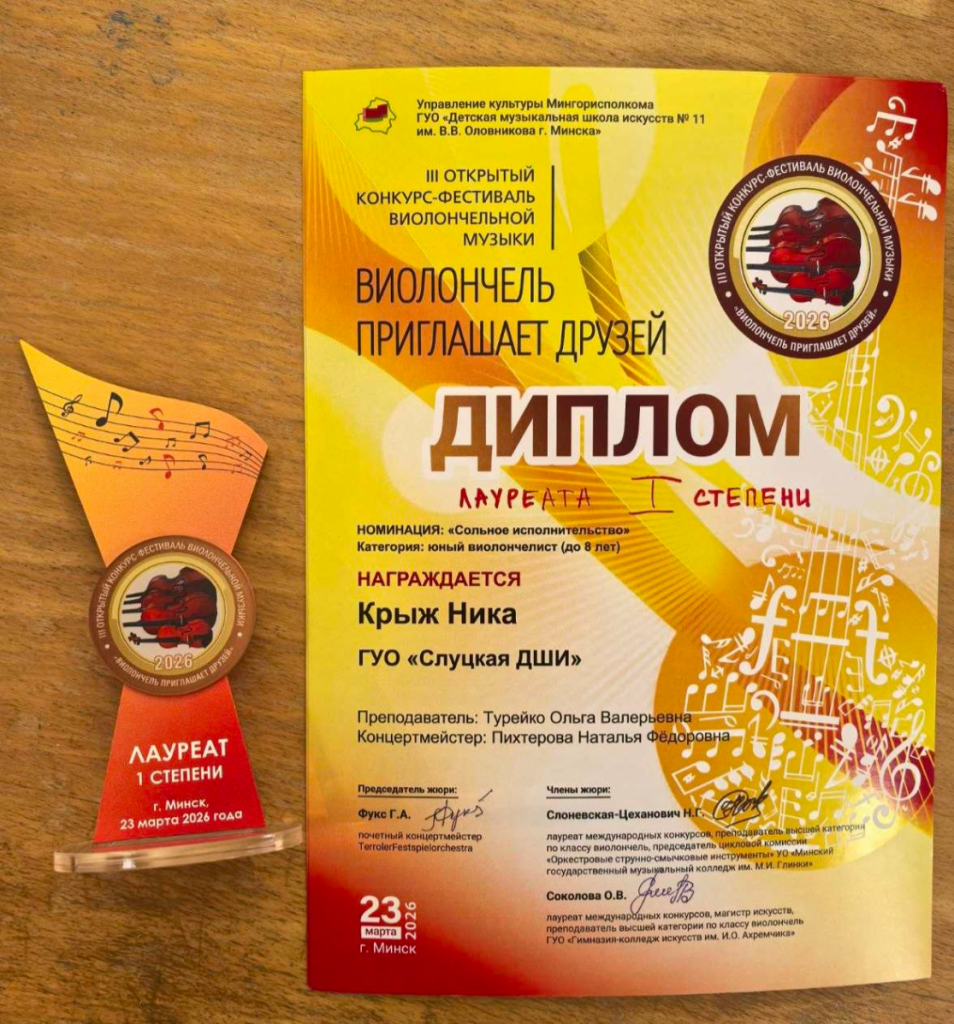 Управление культуры Мингорисполкома
ГУО «Детская музыкальная школа искусств № 11
им. В.В. Оловникова г. Минска»
III ОТКРЫТЫЙ
КОНКУРС-ФЕСТИВАЛЬ
ВИОЛОНЧЕЛЬНОЙ
МУЗЫКИ
III ОТКРЫТЫЙ КОНКУРС-ФЕСТИВАЛЬ ВИОЛОНЧЕЛЬНОЙ МУЗЫКИ
2026
«ВИОЛОНЧЕЛЬ ПРИГЛАШАЕТ ДРУЗЕЙ»
ВИОЛОНЧЕЛЬ
ПРИГЛАШАЕТ ДРУЗЕЙ
ДИПЛОМ
ЛАУРЕАТА I СТЕПЕНИ
НОМИНАЦИЯ: «Сольное исполнительство»
Категория: юный виолончелист (до 8 лет)
НАГРАЖДАЕТСЯ
Крыж Ника
ГУО «Слуцкая ДШИ»
Преподаватель: Турейко Ольга Валерьевна
Концертмейстер: Пихтерова Наталья Фёдоровна
Председатель жюри:
Фукс Г.А.
почетный концертмейстер
TerrolerFestspielorchestra
Члены жюри:
Слоневская-Цеханович Н.Г.
лауреат международных конкурсов, преподаватель высшей категории
по классу виолончель, председатель цикловой комиссии
«Оркестровые струнно-смычковые инструменты» УО «Минский
государственный музыкальный колледж им. М.И. Глинки»
Соколова О.В.
лауреат международных конкурсов, магистр искусств,
преподаватель высшей категории по классу виолончель
ГУО «Гимназия-колледж искусств им. И.О. Ахремчика»
23
марта
2026
г. Минск
III ОТКРЫТЫЙ КОНКУРС-ФЕСТИВАЛЬ ВИОЛОНЧЕЛЬНОЙ МУЗЫКИ
2026
«ВИОЛОНЧЕЛЬ ПРИГЛАШАЕТ ДРУЗЕЙ»
ЛАУРЕАТ
1 СТЕПЕНИ
г. Минск,
23 марта 2026 года